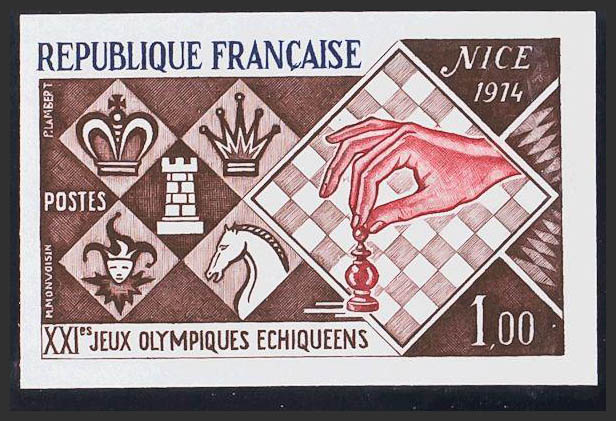 REPUBLIQUE FRANÇAISE
NICE
1974
P.LAMBERT
POSTES
M.MONVOISIN
XXIes JEUX OLYMPIQUES ECHIQUEENS
1,00